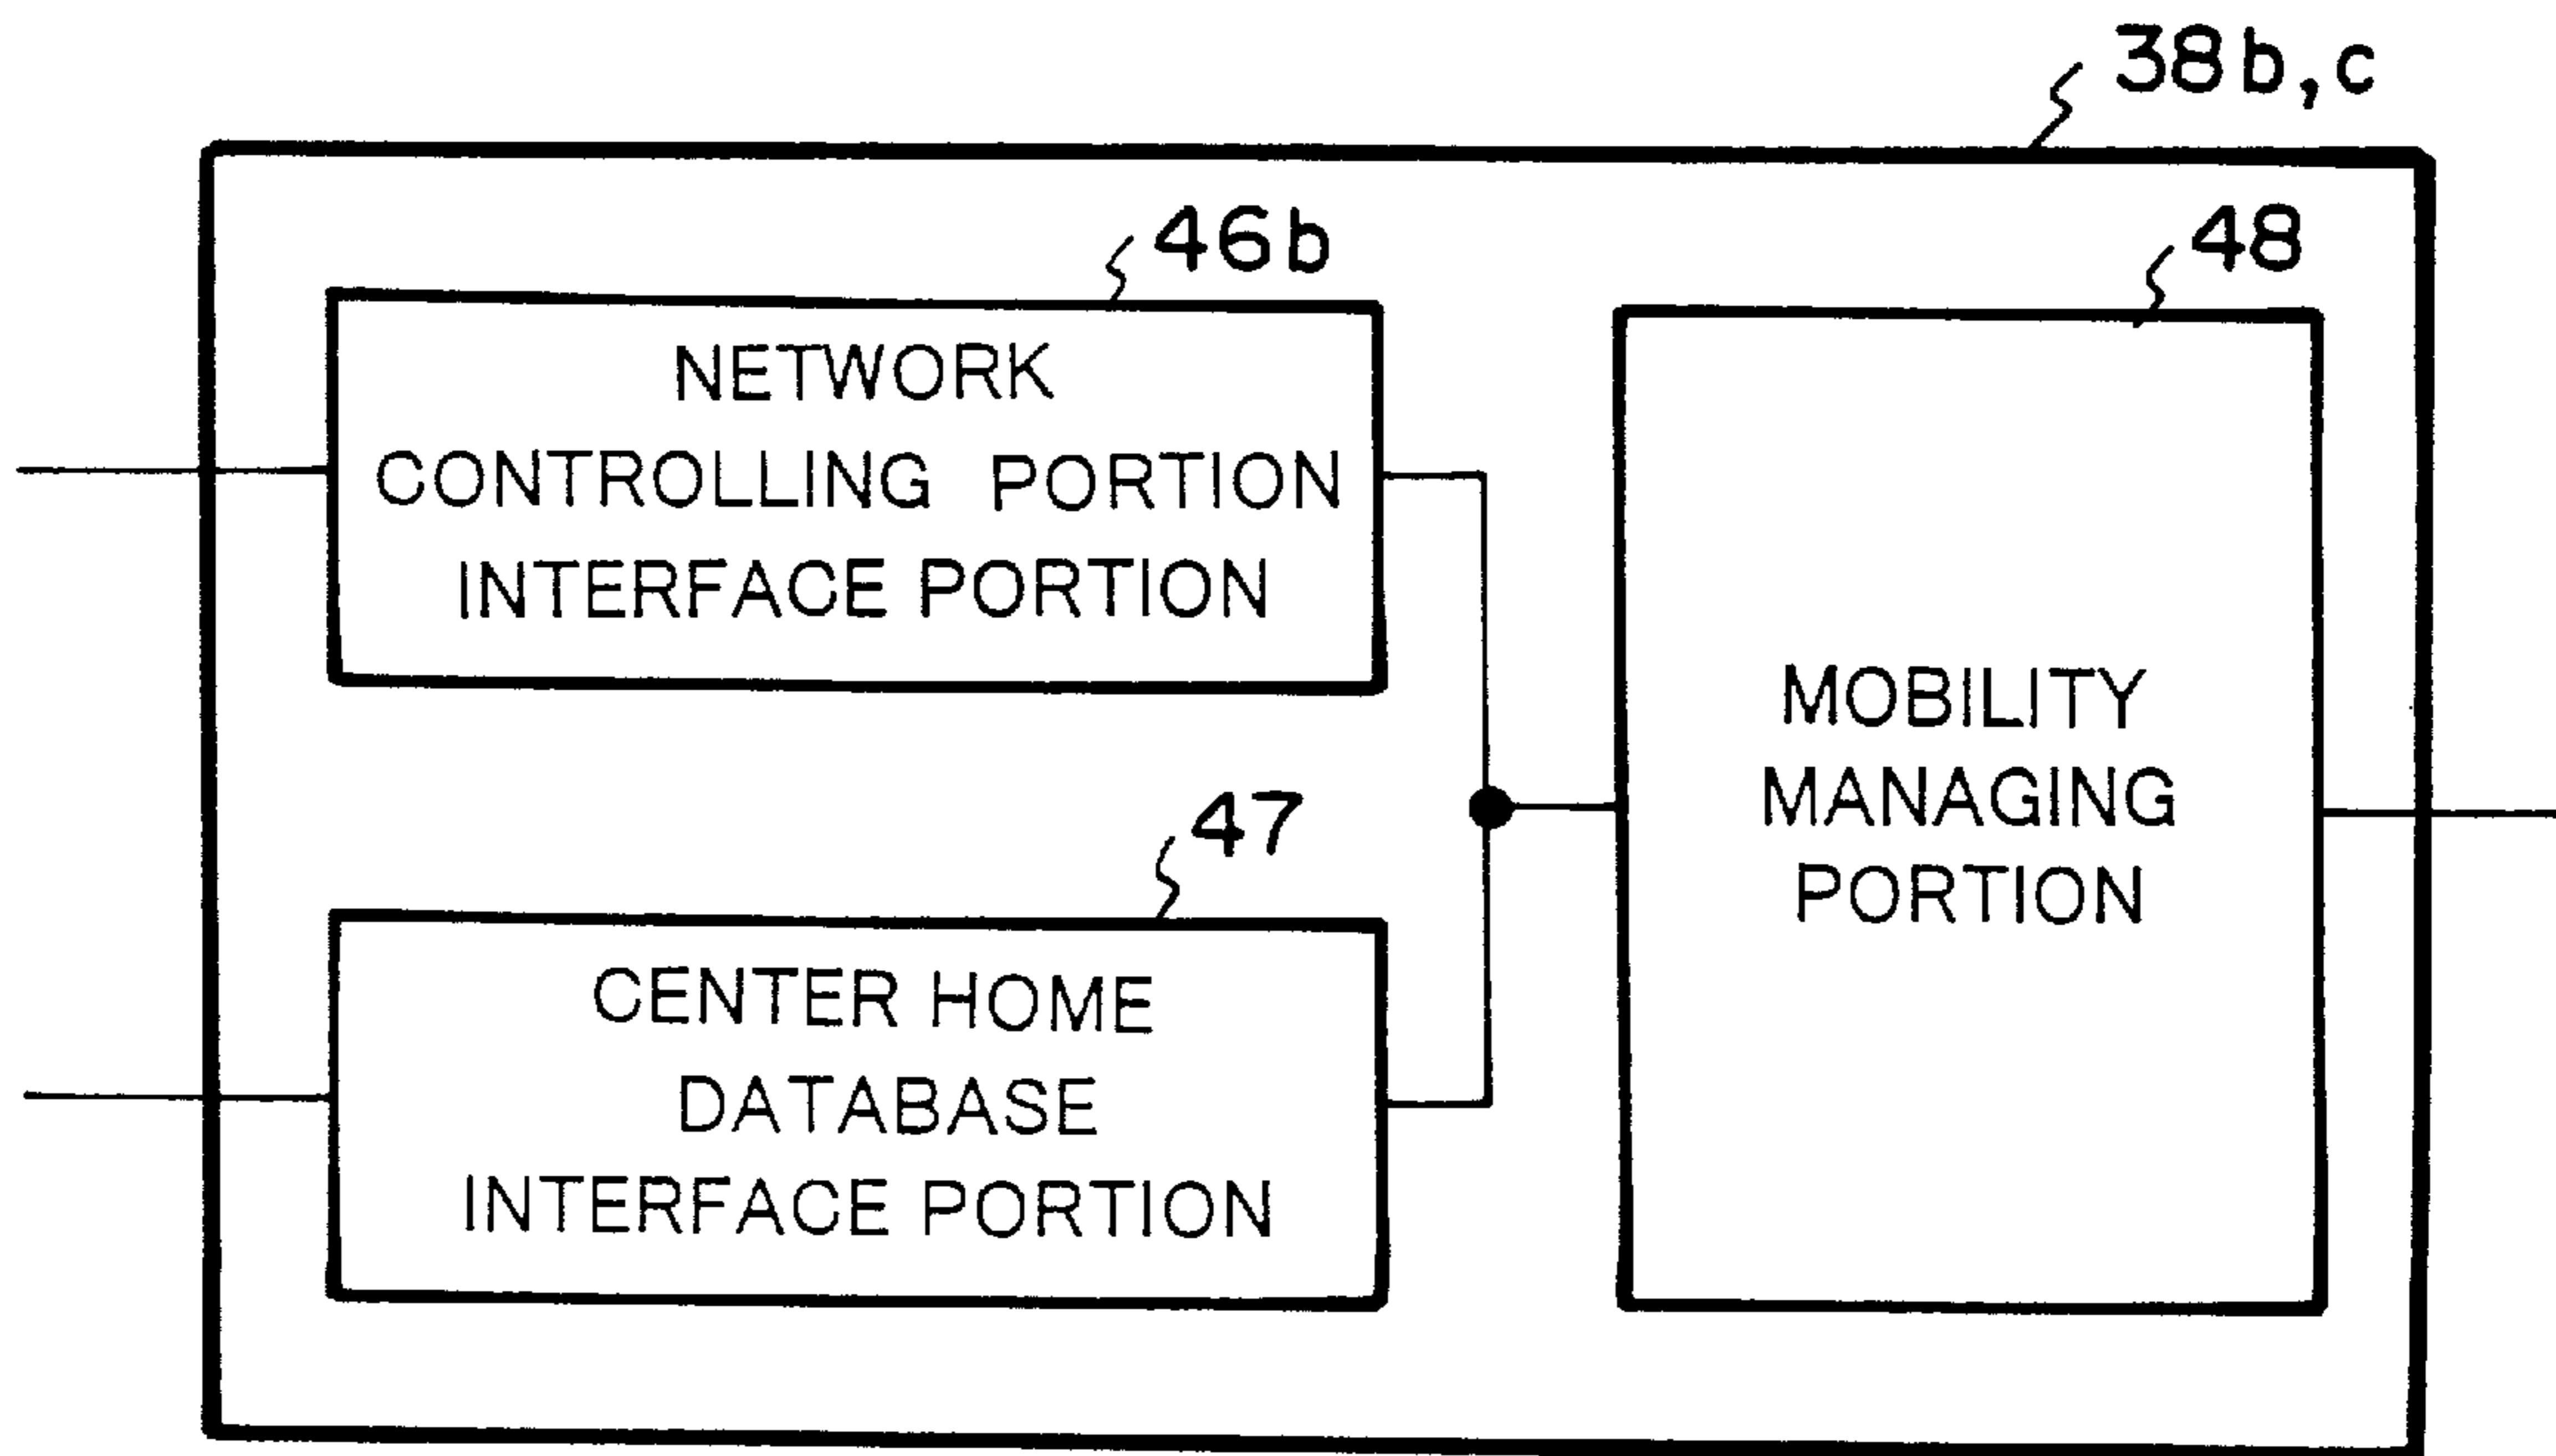 38b,c
46b
NETWORK
CONTROLLING PORTION
INTERFACE PORTION
48
MOBILITY
MANAGING
PORTION
47
CENTER HOME
DATABASE
INTERFACE PORTION